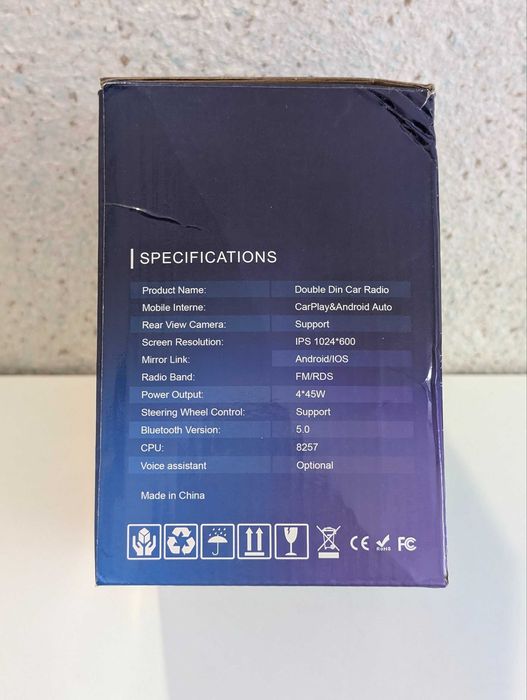 SPECIFICATIONS
Product Name: Double Din Car Radio
Mobile Interne: CarPlay&Android Auto
Rear View Camera: Support
Screen Resolution: IPS 1024*600
Mirror Link: Android/IOS
Radio Band: FM/RDS
Power Output: 4*45W
Steering Wheel Control: Support
Bluetooth Version: 5.0
CPU: 8257
Voice assistant Optional
Made in China
CE RoHS FC